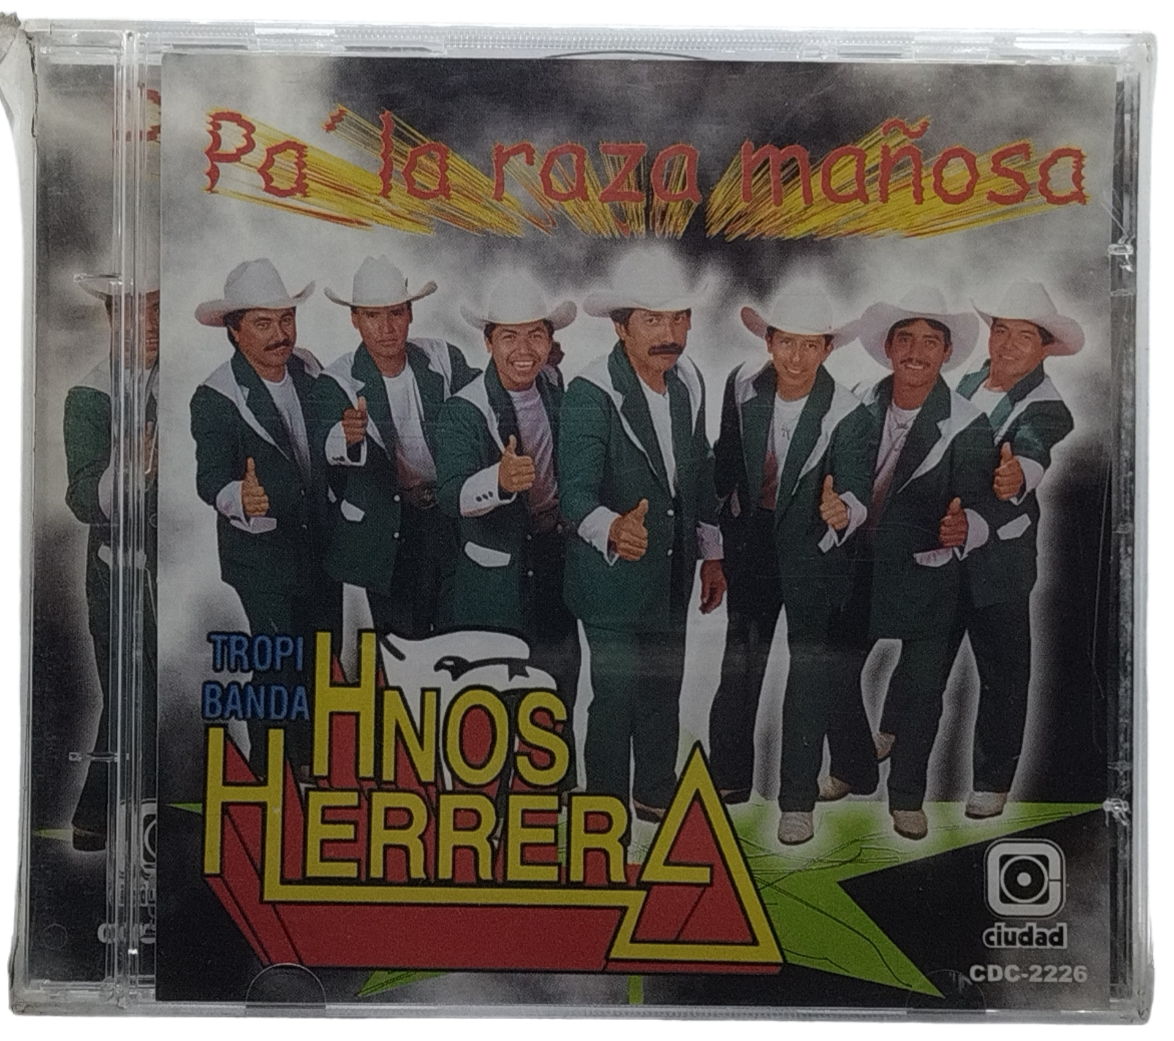 Pa´la raza mañosa
TROPI
BANDA
HNOS
HERRERA
ciudad
CDC-2226